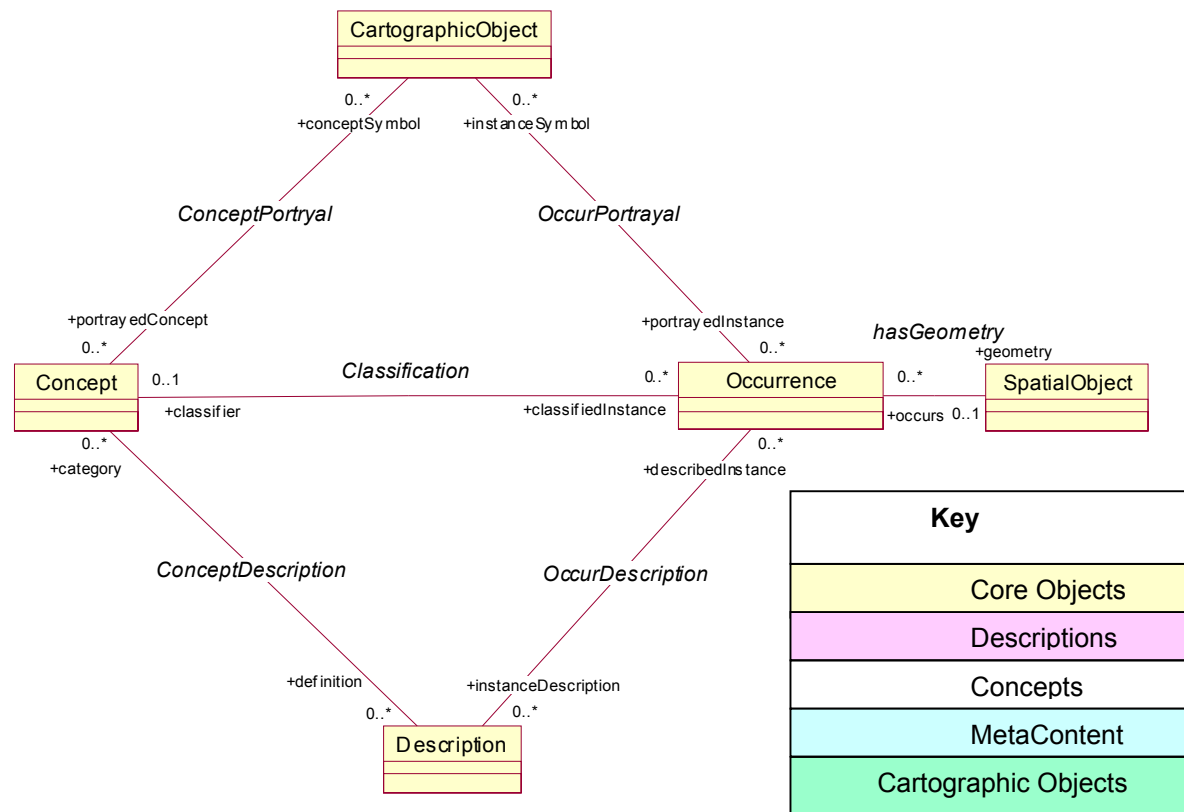 CartographicObject
0..*
0..*
+conceptSymbol
+instanceSymbol
ConceptPortryal
OccurPortrayal
+portrayedConcept
+portrayedInstance
hasGeometry
0..*
0..*
+geometry
Concept
0..1
Classification
0..*
Occurrence
0..*
SpatialObject
+classifier
+classifiedInstance
+occurs
0..1
0..*
0..*
+category
+describedInstance
Key
ConceptDescription
OccurDescription
Core Objects
Descriptions
Concepts
MetaContent
Cartographic Objects
+definition
+instanceDescription
0..*
0..*
Description